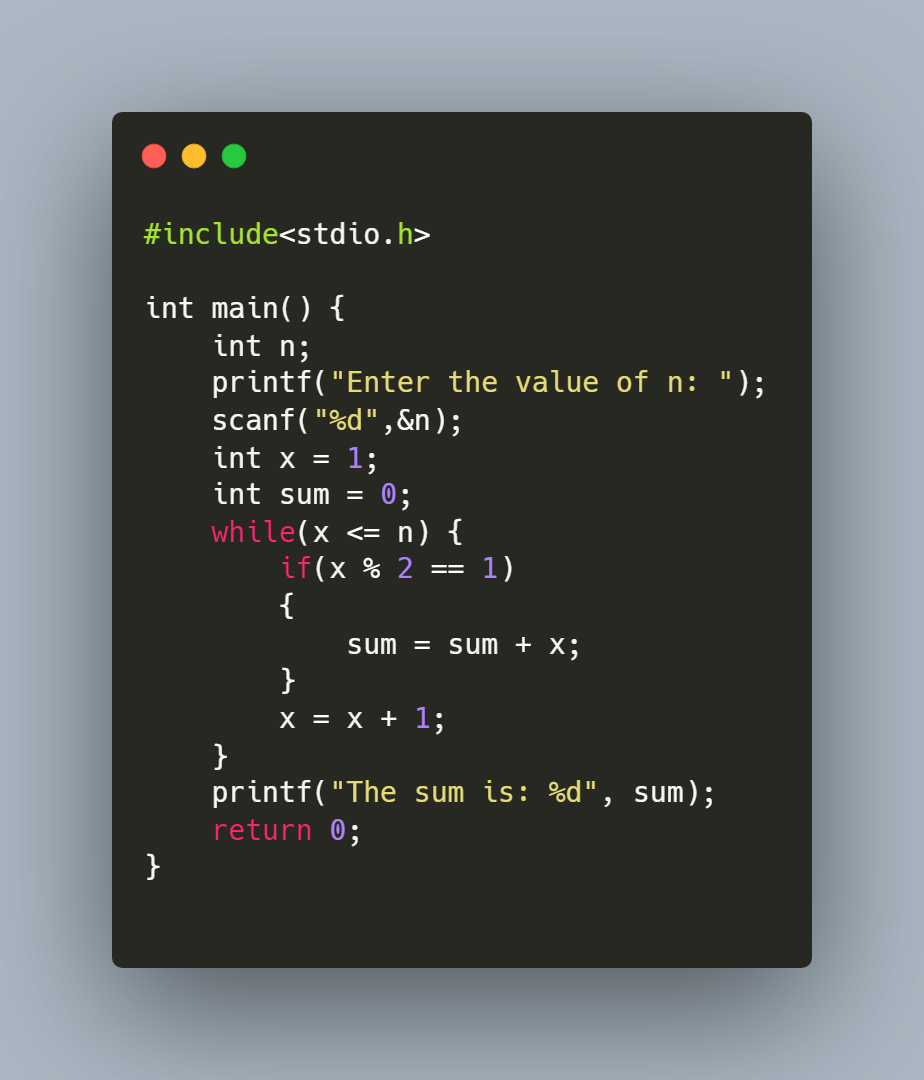 #include<stdio.h>

int main() {
    int n;
    printf("Enter the value of n: ");
    scanf("%d",&n);
    int x = 1;
    int sum = 0;
    while(x <= n) {
        if(x % 2 == 1)
        {
            sum = sum + x;
        }
        x = x + 1;
    }
    printf("The sum is: %d", sum);
    return 0;
}